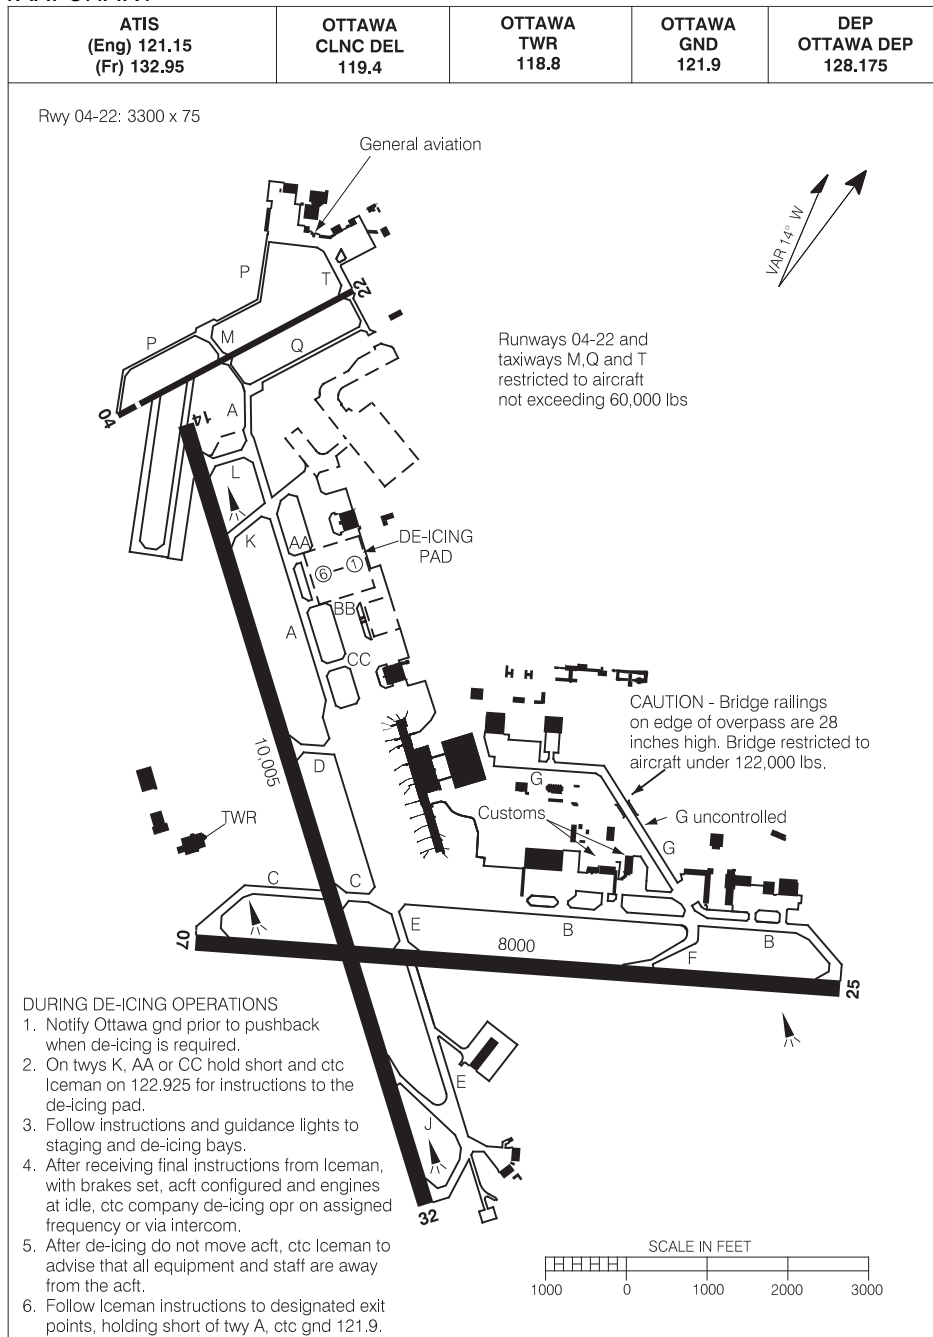 ATIS
(Eng) 121.15
(Fr) 132.95
OTTAWA
CLNC DEL
119.4
OTTAWA
TWR
118.8
OTTAWA
GND
121.9
DEP
OTTAWA DEP
128.175
Rwy 04-22: 3300 x 75
General aviation
VAR 14° W
P
T
22
P
M
Q
Runways 04-22 and
taxiways M,Q and T
restricted to aircraft
not exceeding 60,000 lbs
04
14
A
L
K
AA
DE-ICING
PAD
6
1
BB
A
CC
CAUTION - Bridge railings
on edge of overpass are 28
inches high. Bridge restricted to
aircraft under 122,000 lbs.
10,005
D
G
TWR
Customs
G uncontrolled
G
C
C
E
B
B
07
8000
F
25
DURING DE-ICING OPERATIONS
1. Notify Ottawa gnd prior to pushback
when de-icing is required.
2. On twys K, AA or CC hold short and ctc
Iceman on 122.925 for instructions to the
de-icing pad.
3. Follow instructions and guidance lights to
staging and de-icing bays.
4. After receiving final instructions from Iceman,
with brakes set, acft configured and engines
at idle, ctc company de-icing opr on assigned
frequency or via intercom.
5. After de-icing do not move acft, ctc Iceman to
advise that all equipment and staff are away
from the acft.
6. Follow Iceman instructions to designated exit
points, holding short of twy A, ctc gnd 121.9.
E
J
32
SCALE IN FEET
1000 0 1000 2000 3000